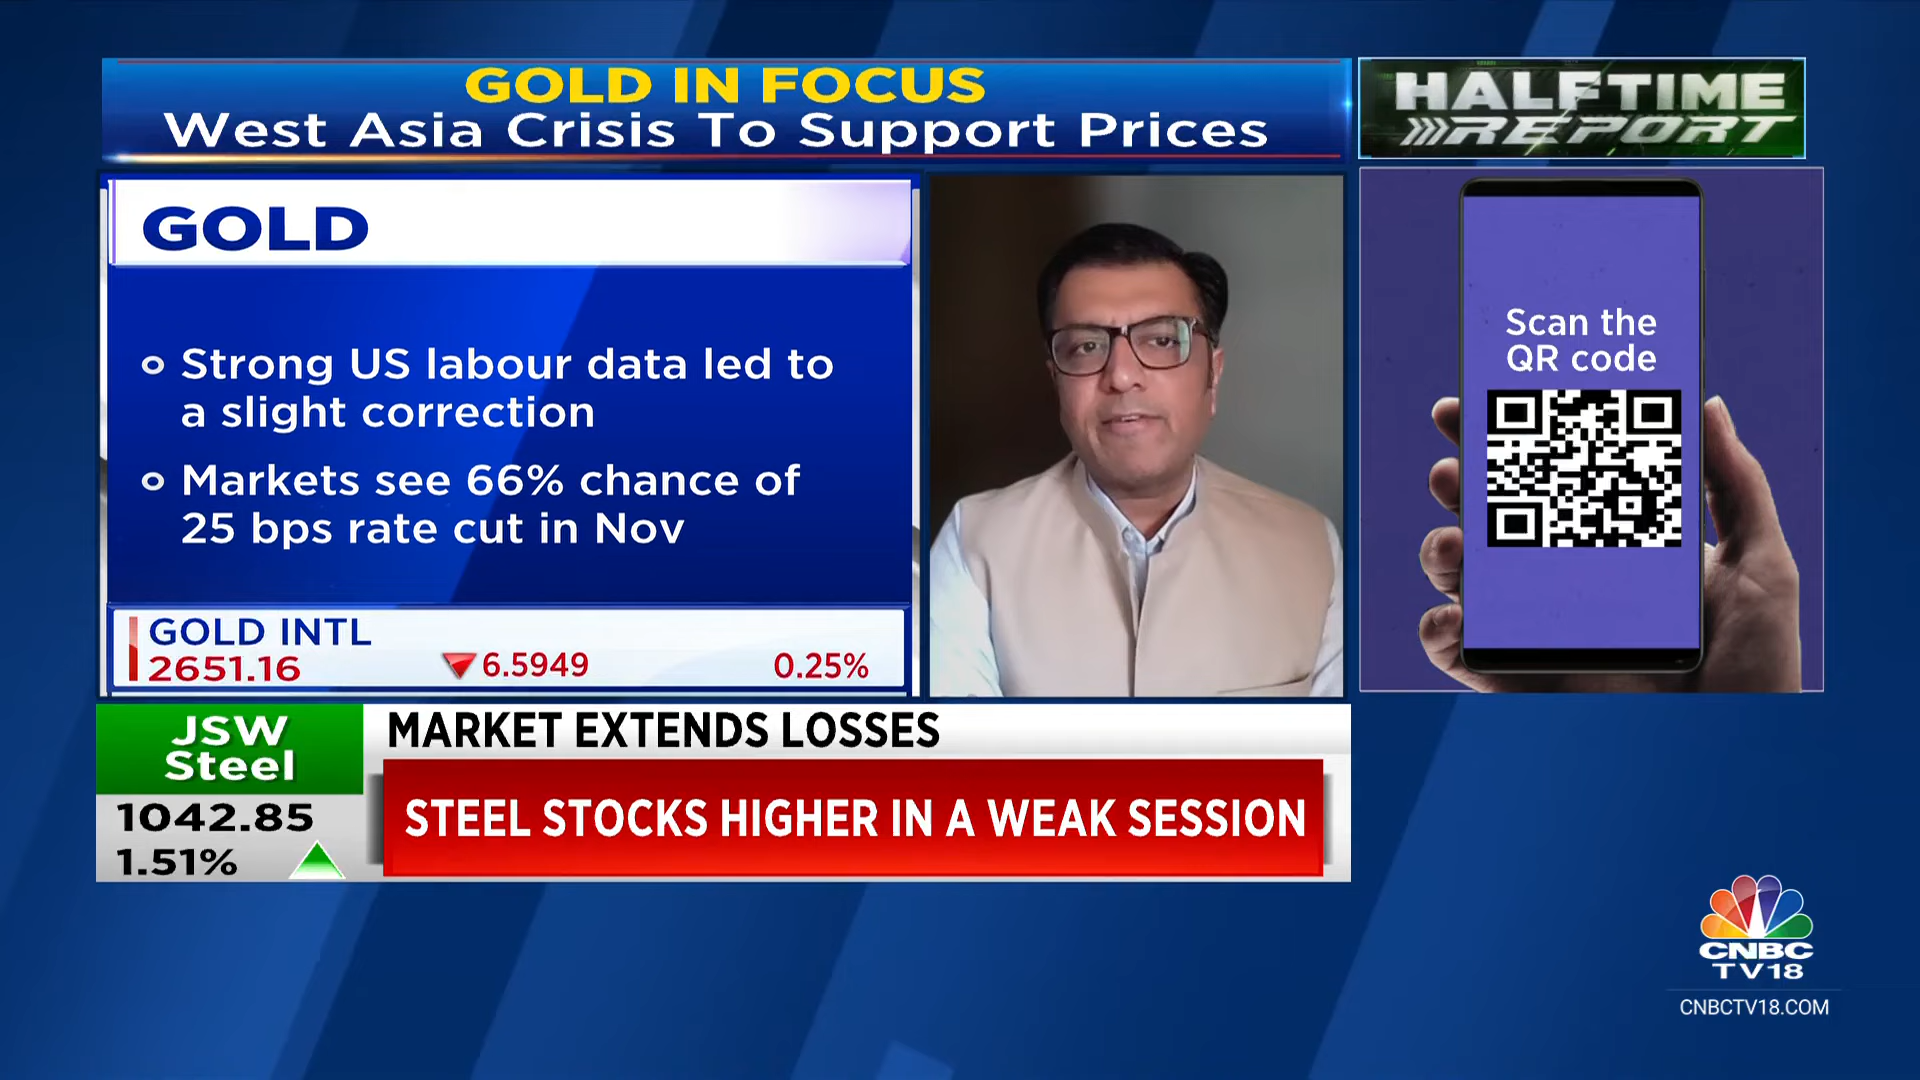 GOLD IN FOCUS
West Asia Crisis To Support Prices
HALFTIME
REPORT
GOLD
Strong US labour data led to
a slight correction
Markets see 66% chance of
25 bps rate cut in Nov
GOLD INTL
2651.16 6.5949 0.25%
Scan the
QR code
JSW
Steel
1042.85
1.51%
MARKET EXTENDS LOSSES
STEEL STOCKS HIGHER IN A WEAK SESSION
CNBC
TV18
CNBCTV18.COM